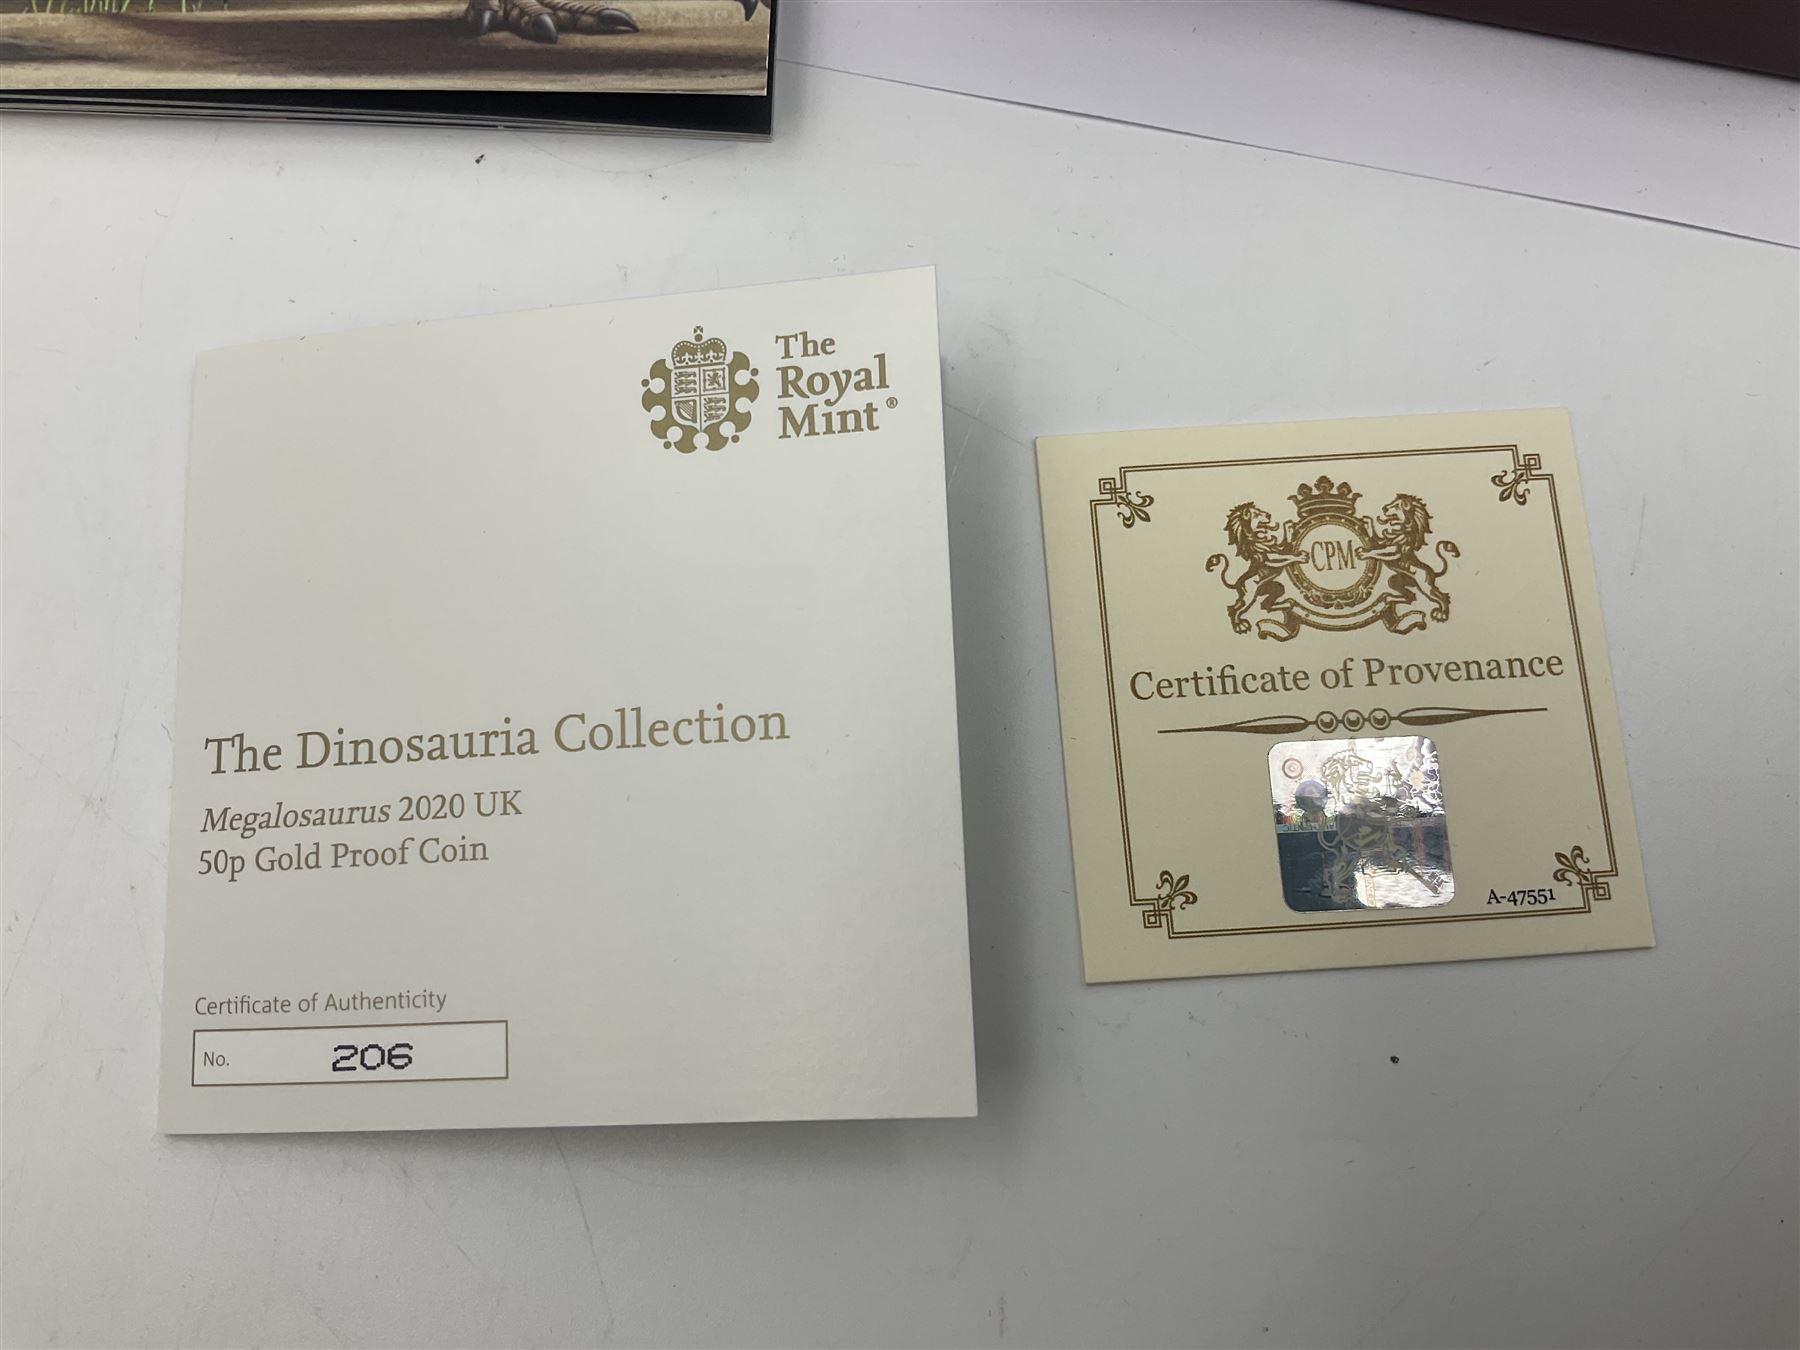 The
Royal
Mint®
The Dinosauria Collection
Megalosaurus 2020 UK
50p Gold Proof Coin
Certificate of Authenticity
No. 206
CPM
Certificate of Provenance
A-47551